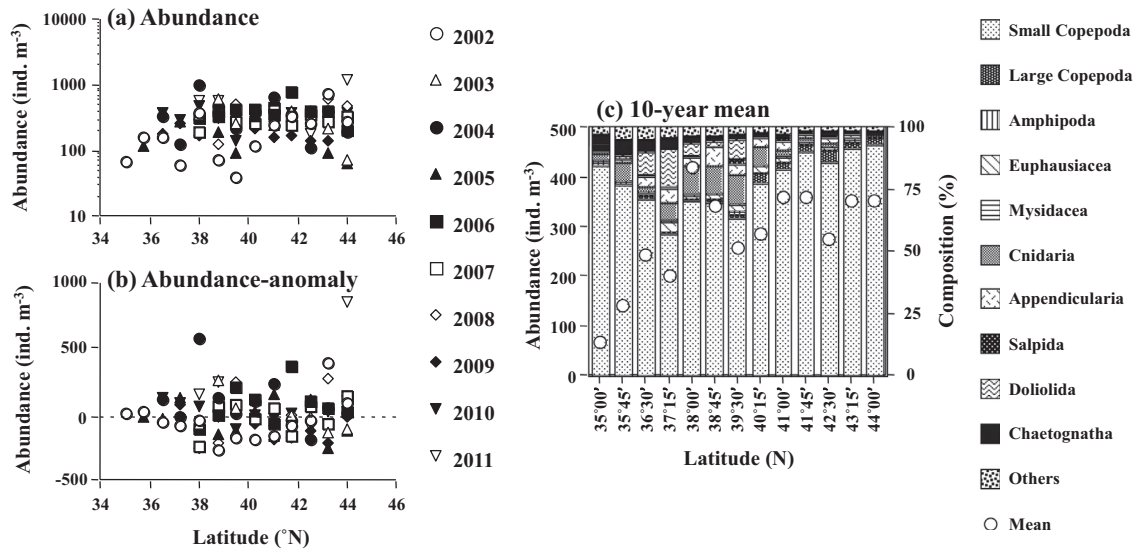 (a) Abundance
Abundance (ind. m-3)
10000
1000
100
10
34 36 38 40 42 44 46
(b) Abundance-anomaly
Abundance (ind. m-3)
1000
500
0
-500
34 36 38 40 42 44 46
Latitude (˚N)
2002
2003
2004
2005
2006
2007
2008
2009
2010
2011
(c) 10-year mean
Abundance (ind. m-3)
500
400
300
200
100
0
Composition (%)
100
75
50
25
0
35°00'
35°45'
36°30'
37°15'
38°00'
38°45'
39°30'
40°15'
41°00'
41°45'
42°30'
43°15'
44°00'
Latitude (N)
Small Copepoda
Large Copepoda
Amphipoda
Euphausiacea
Mysidacea
Cnidaria
Appendicularia
Salpida
Doliolida
Chaetognatha
Others
Mean